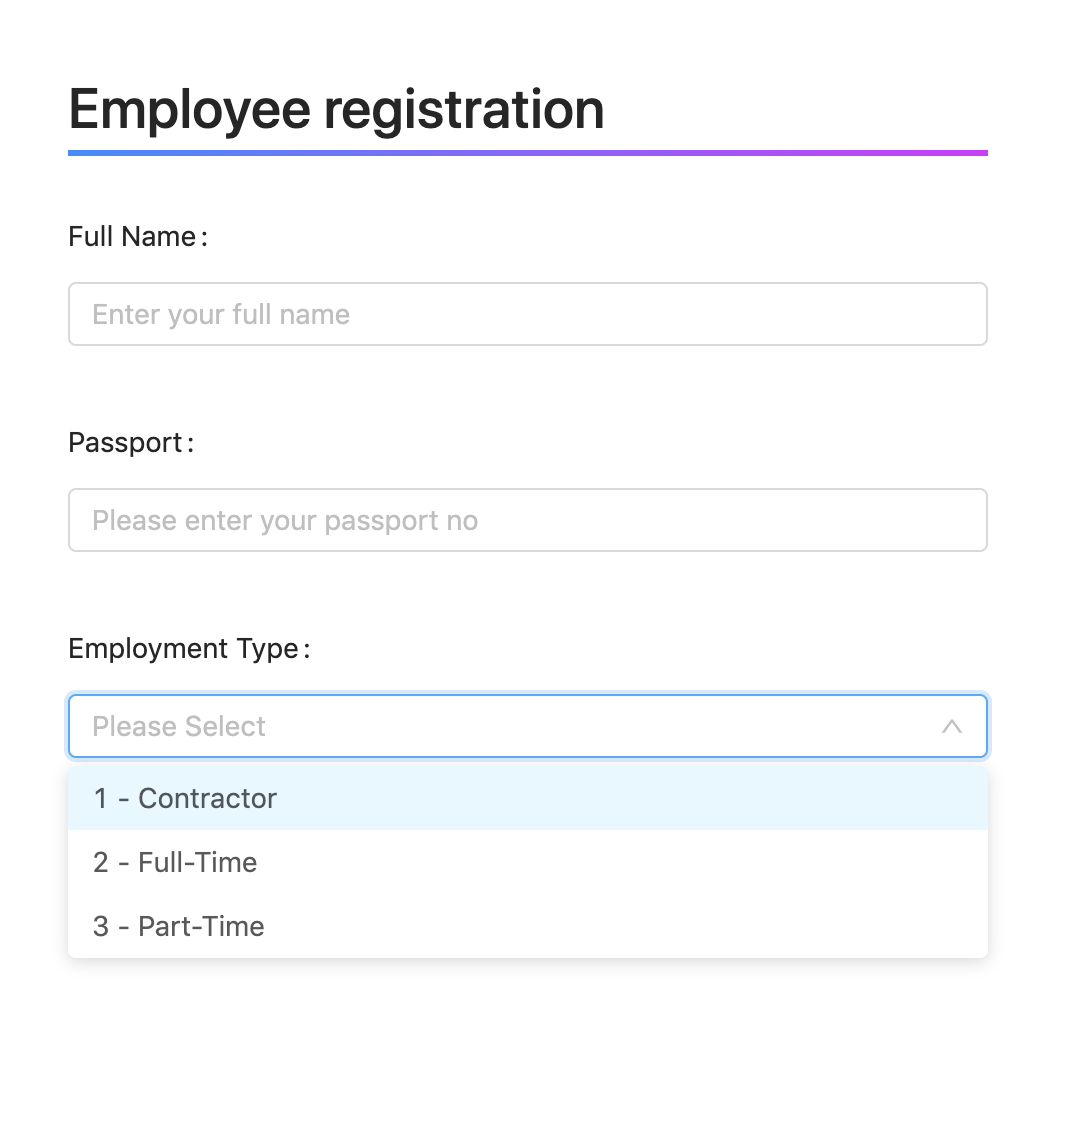 Employee registration
Full Name:
Enter your full name
Passport:
Please enter your passport no
Employment Type:
Please Select
1 - Contractor
2 - Full-Time
3 - Part-Time